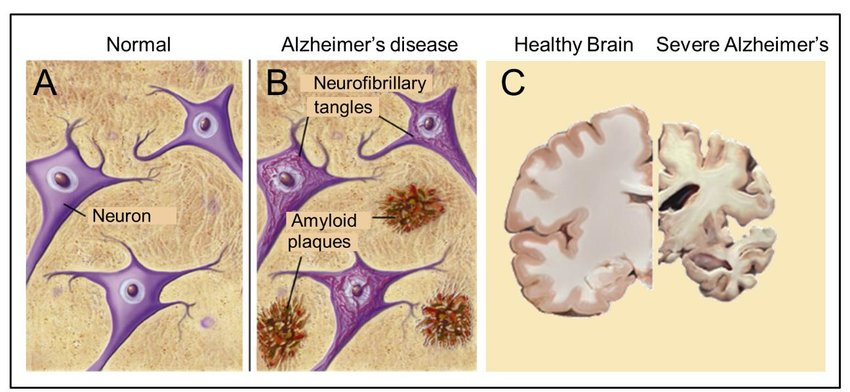 Normal
Alzheimer's disease
Healthy Brain
Severe Alzheimer's
A
Neuron
B
Neurofibrillary
tangles
Amyloid
plaques
C